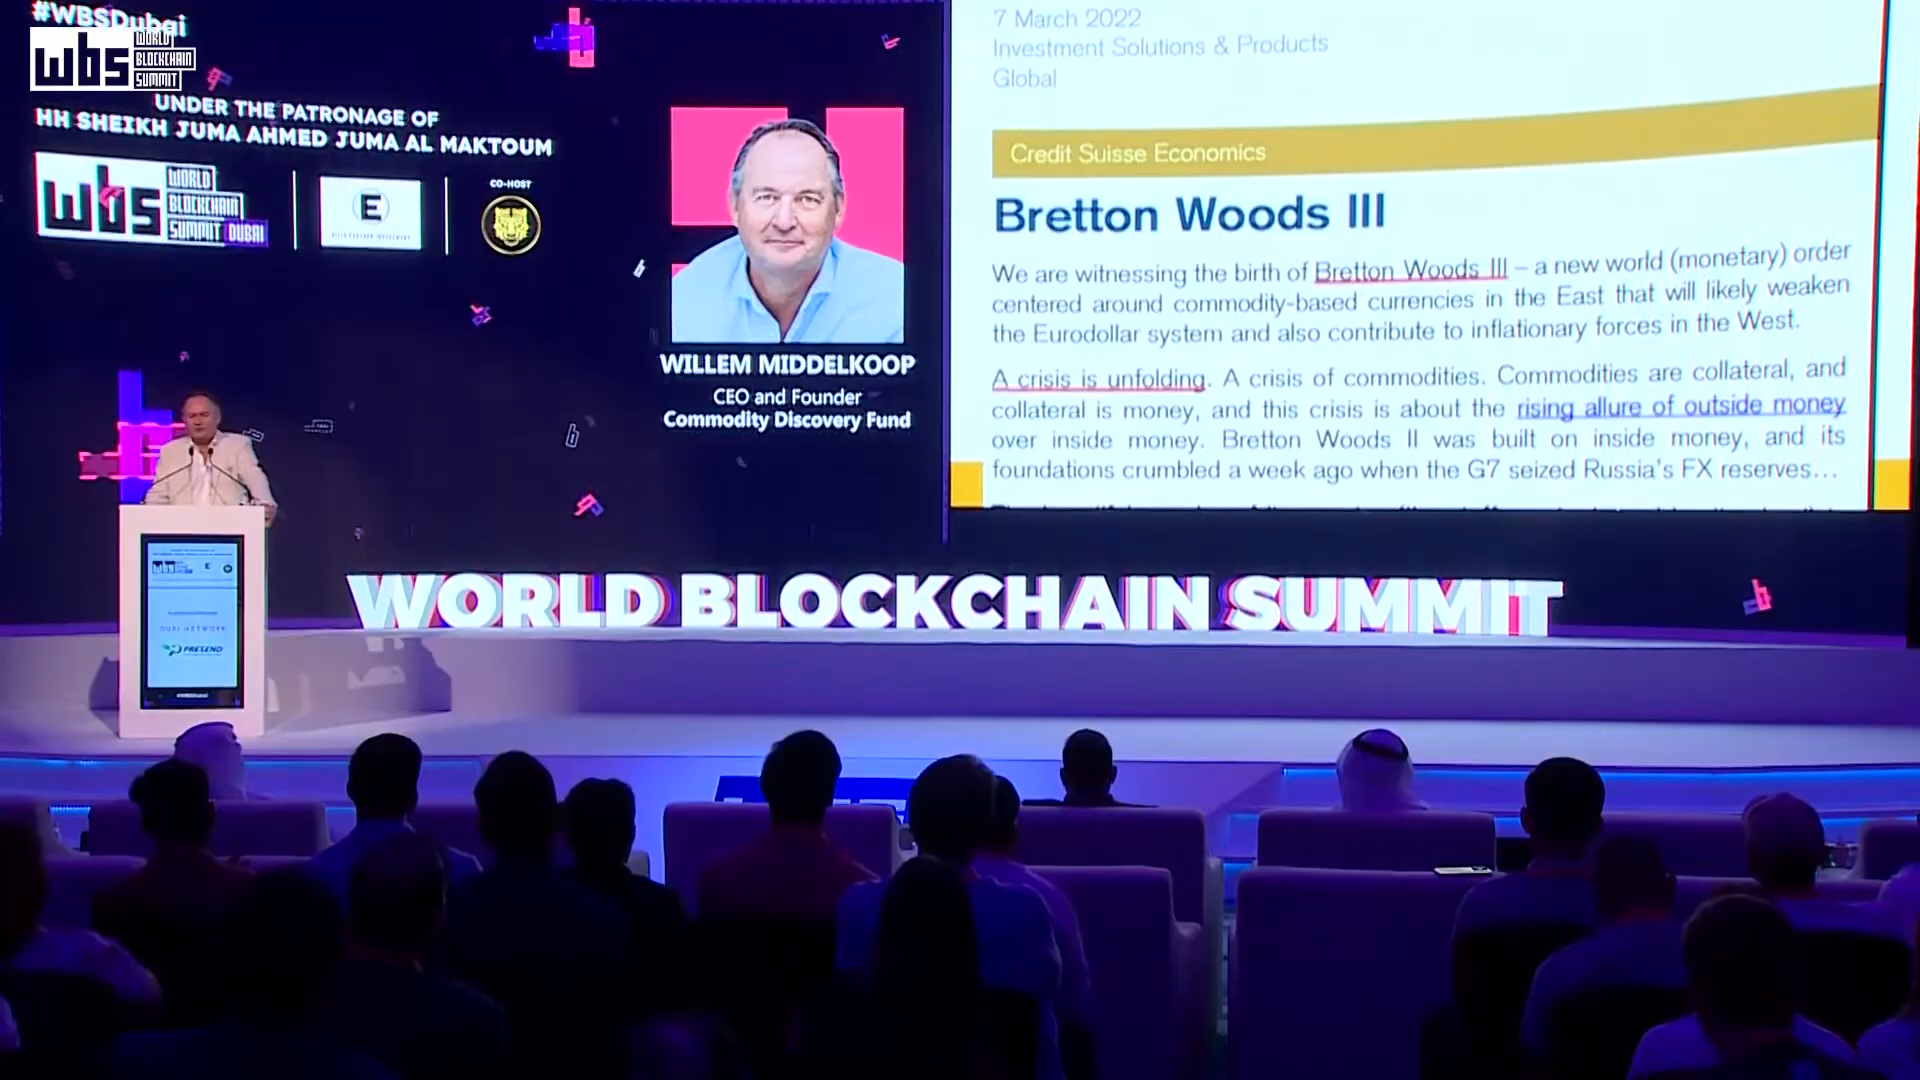 #WBSDubai
wbs WORLD
BLOCKCHAIN
SUMMIT
UNDER THE PATRONAGE OF
HH SHEIKH JUMA AHMED JUMA AL MAKTOUM
wbs WORLD
BLOCKCHAIN
SUMMIT DUBAI
E
CO-HOST
WILLEM MIDDELKOOP
CEO and Founder
Commodity Discovery Fund
7 March 2022
Investment Solutions & Products
Global
Credit Suisse Economics
Bretton Woods III
We are witnessing the birth of Bretton Woods III – a new world (monetary) order
centered around commodity-based currencies in the East that will likely weaken
the Eurodollar system and also contribute to inflationary forces in the West.
A crisis is unfolding. A crisis of commodities. Commodities are collateral, and
collateral is money, and this crisis is about the rising allure of outside money
over inside money. Bretton Woods II was built on inside money, and its
foundations crumbled a week ago when the G7 seized Russia's FX reserves...
WORLD BLOCKCHAIN SUMMIT
wbs
E
PRESEND